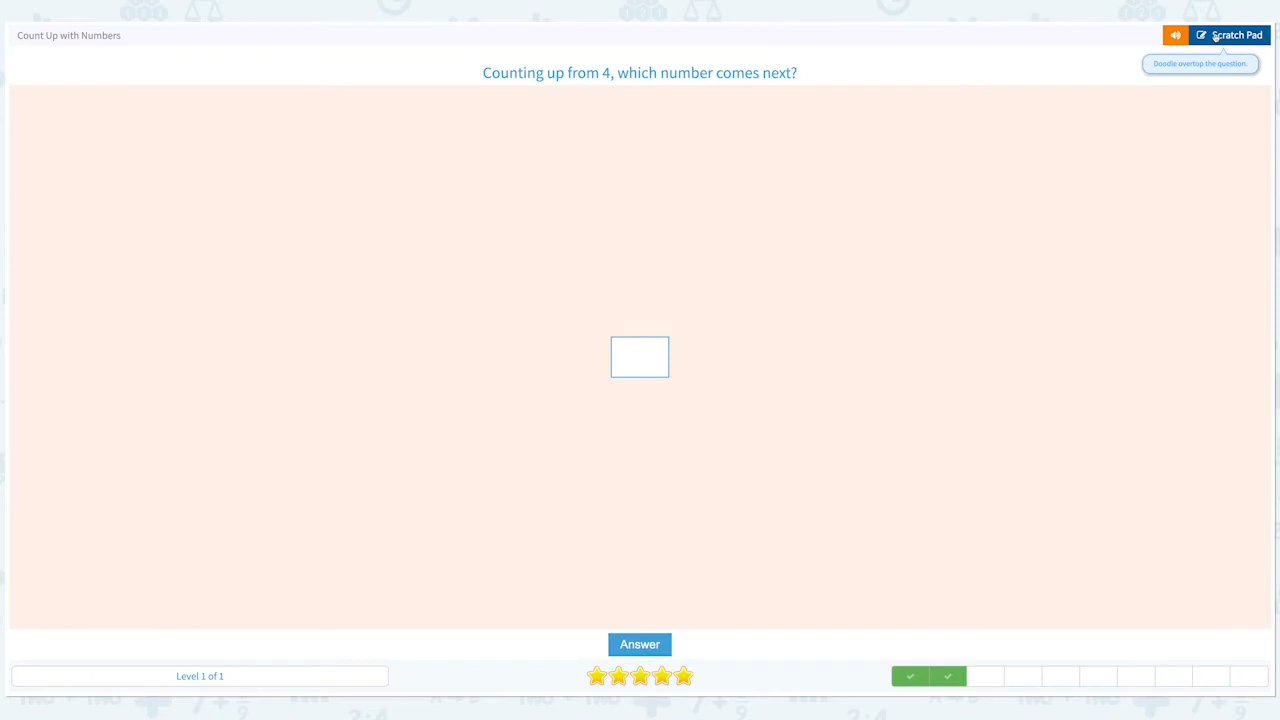 Count Up with Numbers
Scratch Pad
Doodle overtop the question.
Counting up from 4, which number comes next?
Answer
Level 1 of 1